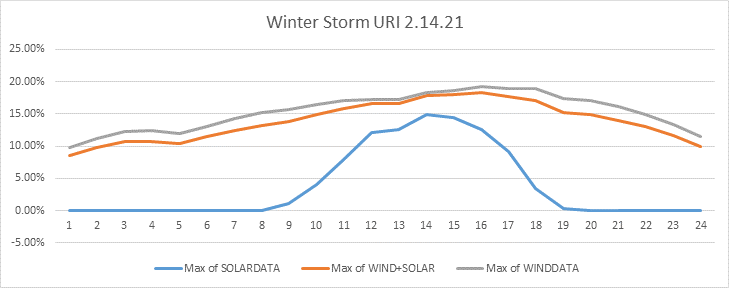 Winter Storm URI 2.14.21
25.00%
20.00%
15.00%
10.00%
5.00%
0.00%
-5.00%
1 2 3 4 5 6 7 8 9 10 11 12 13 14 15 16 17 18 19 20 21 22 23 24
Max of SOLARDATA Max of WIND+SOLAR Max of WINDDATA